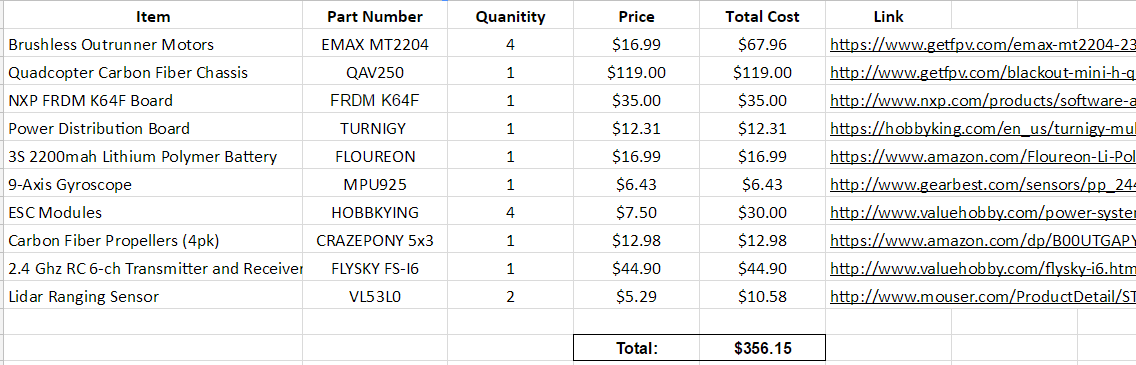 Item Part Number Quanitity Price Total Cost Link
Brushless Outrunner Motors EMAX MT2204 4 $16.99 $67.96 https://www.getfpv.com/emax-mt2204-23
Quadcopter Carbon Fiber Chassis QAV250 1 $119.00 $119.00 http://www.getfpv.com/blackout-mini-h-q
NXP FRDM K64F Board FRDM K64F 1 $35.00 $35.00 http://www.nxp.com/products/software-a
Power Distribution Board TURNIGY 1 $12.31 $12.31 https://hobbyking.com/en_us/turnigy-mul
3S 2200mah Lithium Polymer Battery FLOUREON 1 $16.99 $16.99 https://www.amazon.com/Floureon-Li-Pol
9-Axis Gyroscope MPU925 1 $6.43 $6.43 http://www.gearbest.com/sensors/pp_244
ESC Modules HOBBKYING 4 $7.50 $30.00 http://www.valuehobby.com/power-system
Carbon Fiber Propellers (4pk) CRAZEPONY 5x3 1 $12.98 $12.98 https://www.amazon.com/dp/B00UTGAPY
2.4 Ghz RC 6-ch Transmitter and Receiver FLYSKY FS-I6 1 $44.90 $44.90 http://www.valuehobby.com/flysky-i6.htm
Lidar Ranging Sensor VL53L0 2 $5.29 $10.58 http://www.mouser.com/ProductDetail/ST
Total: $356.15